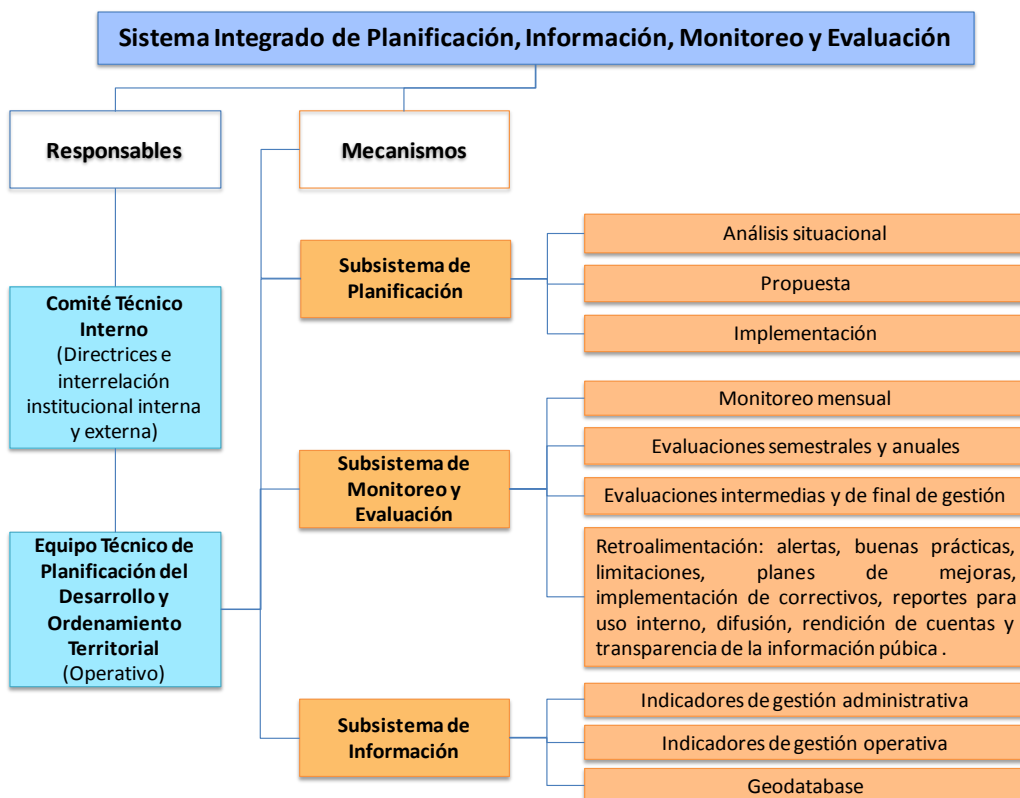 Sistema Integrado de Planificación, Información, Monitoreo y Evaluación
Responsables
Mecanismos
Comité Técnico
Interno
(Directrices e
interrelación
institucional interna
y externa)
Equipo Técnico de
Planificación del
Desarrollo y
Ordenamiento
Territorial
(Operativo)
Subsistema de
Planificación
Análisis situacional
Propuesta
Implementación
Subsistema de
Monitoreo y
Evaluación
Monitoreo mensual
Evaluaciones semestrales y anuales
Evaluaciones intermedias y de final de gestión
Retroalimentación: alertas, buenas prácticas,
limitaciones, planes de mejoras,
implementación de correctivos, reportes para
uso interno, difusión, rendición de cuentas y
transparencia de la información púbica .
Subsistema de
Información
Indicadores de gestión administrativa
Indicadores de gestión operativa
Geodatabase